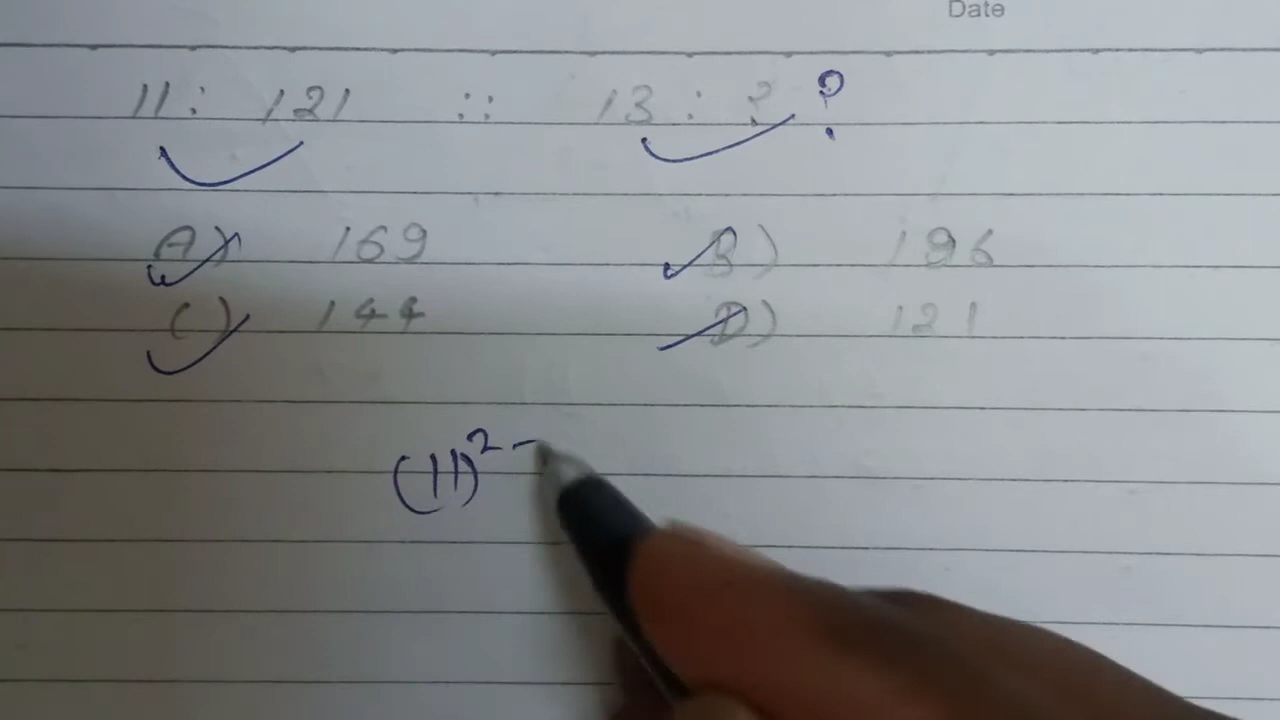 Date
11 : 121 :: 13 : ? ?
A) 169 B) 196
C) 144 D) 121
(11)² -